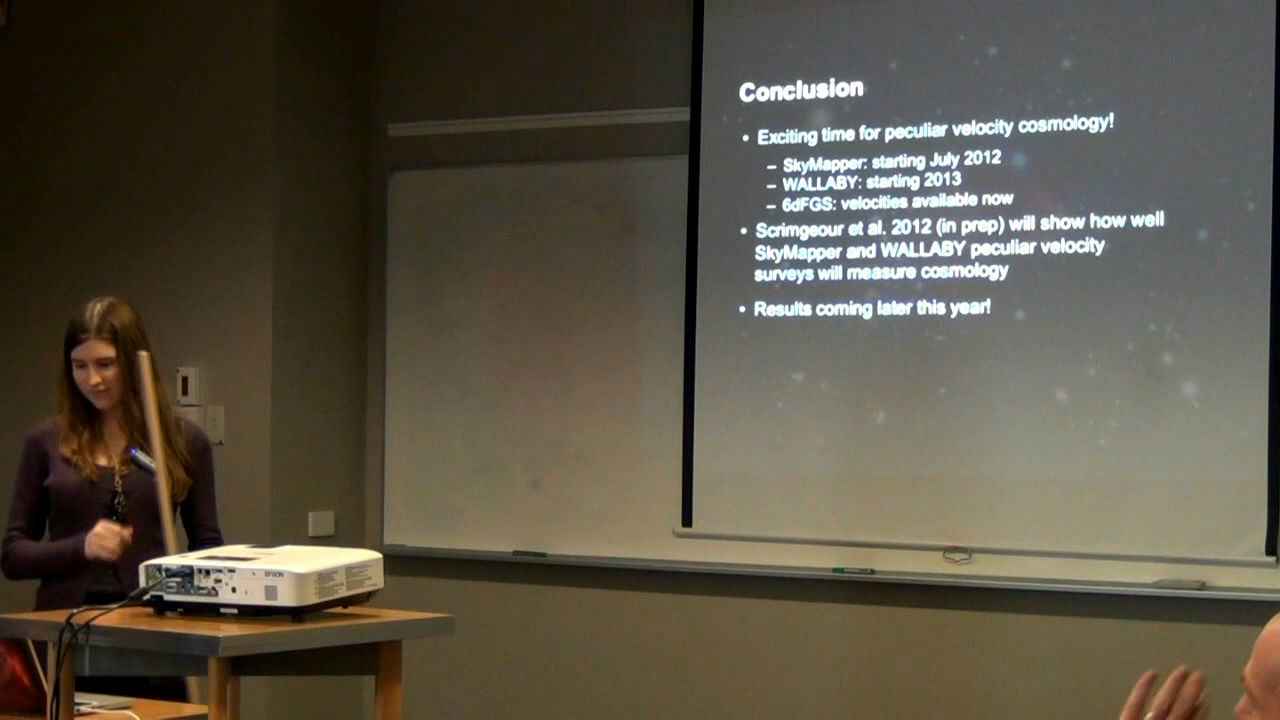 Conclusion
• Exciting time for peculiar velocity cosmology!
– SkyMapper: starting July 2012
– WALLABY: starting 2013
– 6dFGS: velocities available now
• Scrimgeour et al. 2012 (in prep) will show how well
SkyMapper and WALLABY peculiar velocity
surveys will measure cosmology
• Results coming later this year!
EPSON